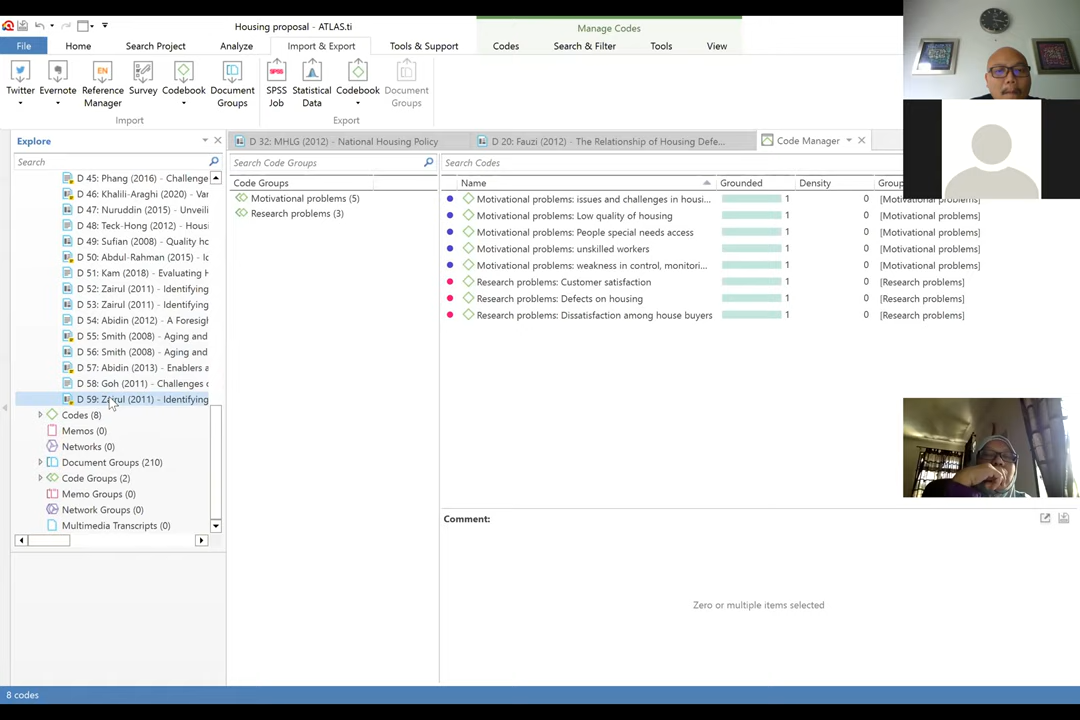 Housing proposal - ATLAS.ti
Manage Codes
File Home Search Project Analyze Import & Export Tools & Support Codes Search & Filter Tools View
Twitter Evernote Reference Manager Survey Codebook Document Groups SPSS Job Statistical Data Codebook Document Groups
EN
SPSS
Import Export
Explore
D 32: MHLG (2012) - National Housing Policy
D 20: Fauzi (2012) - The Relationship of Housing Defe...
Code Manager
Search
Search Code Groups
Search Codes
D 45: Phang (2016) - Challenge
D 46: Khalili-Araghi (2020) - Var
D 47: Nuruddin (2015) - Unveili
D 48: Teck-Hong (2012) - Housi
D 49: Sufian (2008) - Quality ho
D 50: Abdul-Rahman (2015) - Ic
D 51: Kam (2018) - Evaluating H
D 52: Zairul (2011) - Identifying
D 53: Zairul (2011) - Identifying
D 54: Abidin (2012) - A Foresigh
D 55: Smith (2008) - Aging and
D 56: Smith (2008) - Aging and
D 57: Abidin (2013) - Enablers a
D 58: Goh (2011) - Challenges o
D 59: Zairul (2011) - Identifying
Codes (8)
Memos (0)
Networks (0)
Document Groups (210)
Code Groups (2)
Memo Groups (0)
Network Groups (0)
Multimedia Transcripts (0)
Code Groups
Motivational problems (5)
Research problems (3)
Name Grounded Density Group
Motivational problems: issues and challenges in housi... 1 0 [Motivational problems]
Motivational problems: Low quality of housing 1 0 [Motivational problems]
Motivational problems: People special needs access 1 0 [Motivational problems]
Motivational problems: unskilled workers 1 0 [Motivational problems]
Motivational problems: weakness in control, monitori... 1 0 [Motivational problems]
Research problems: Customer satisfaction 1 0 [Research problems]
Research problems: Defects on housing 1 0 [Research problems]
Research problems: Dissatisfaction among house buyers 1 0 [Research problems]
Comment:
Zero or multiple items selected
8 codes